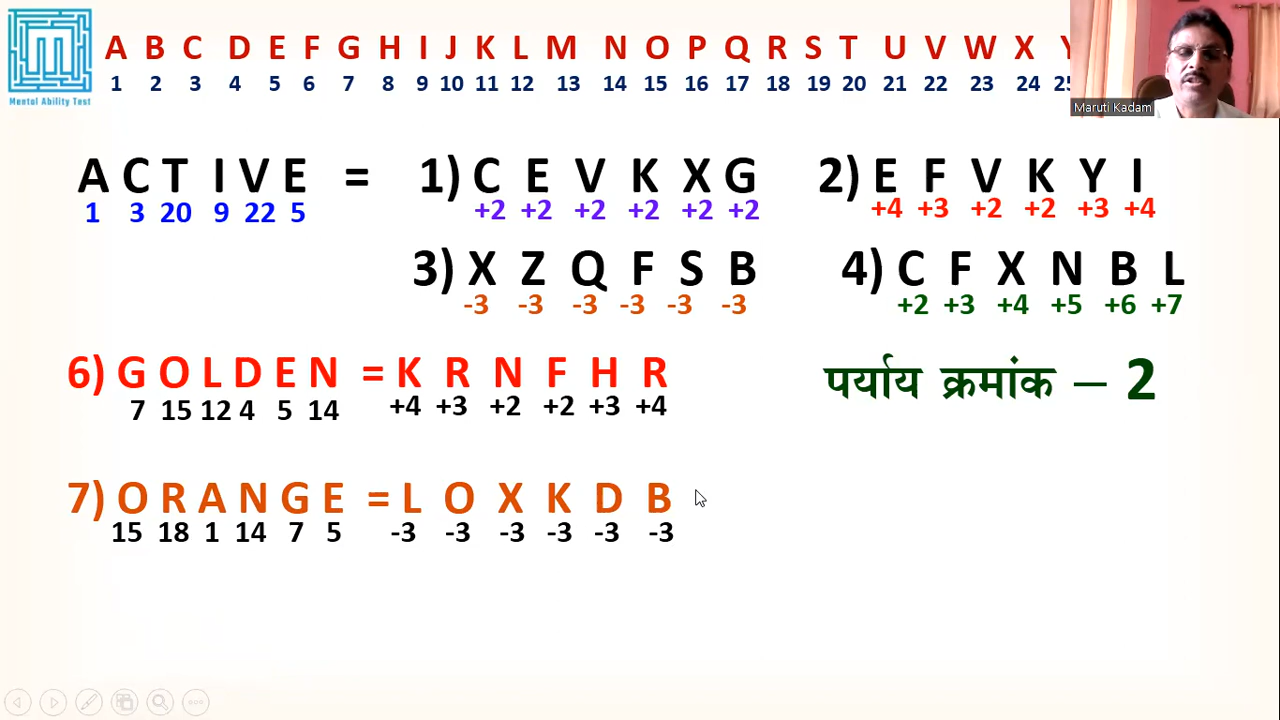 A B C D E F G H I J K L M N O P Q R S T U V W X Y
1 2 3 4 5 6 7 8 9 10 11 12 13 14 15 16 17 18 19 20 21 22 23 24 25
Mental Ability Test
Maruti Kadam
A C T I V E = 1) C E V K X G 2) E F V K Y I
1 3 20 9 22 5 +2 +2 +2 +2 +2 +2 +4 +3 +2 +2 +3 +4
3) X Z Q F S B 4) C F X N B L
-3 -3 -3 -3 -3 -3 +2 +3 +4 +5 +6 +7
6) G O L D E N = K R N F H R पर्याय क्रमांक – 2
7 15 12 4 5 14 +4 +3 +2 +2 +3 +4
7) O R A N G E = L O X K D B
15 18 1 14 7 5 -3 -3 -3 -3 -3 -3